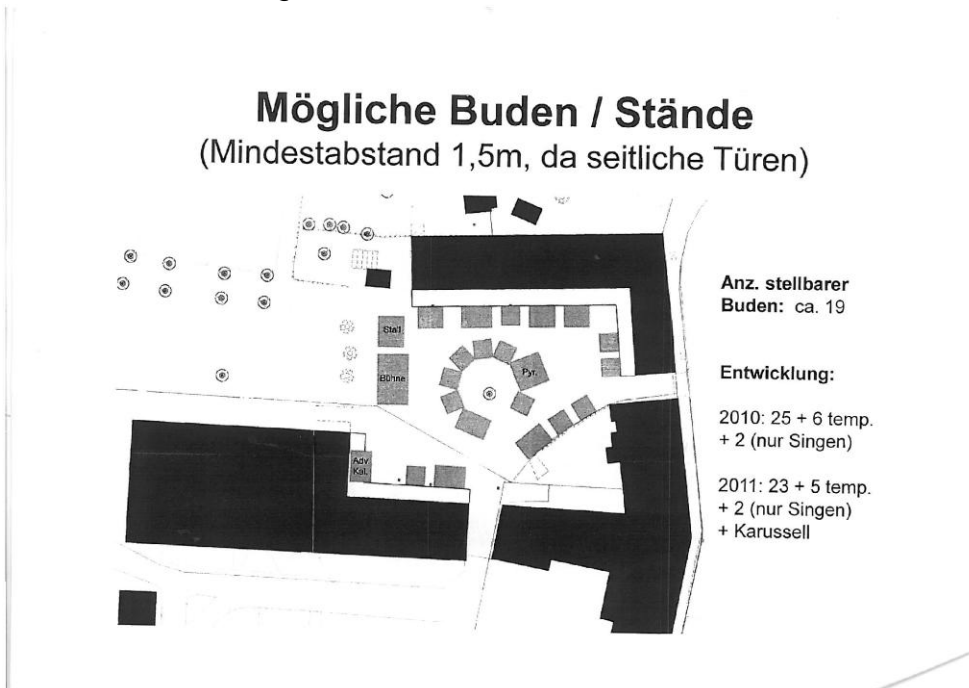 Mögliche Buden / Stände
(Mindestabstand 1,5m, da seitliche Türen)
Stall
Bühne
Pyr.
Adv.
Kal.
Anz. stellbarer
Buden: ca. 19
Entwicklung:
2010: 25 + 6 temp.
+ 2 (nur Singen)
2011: 23 + 5 temp.
+ 2 (nur Singen)
+ Karussell